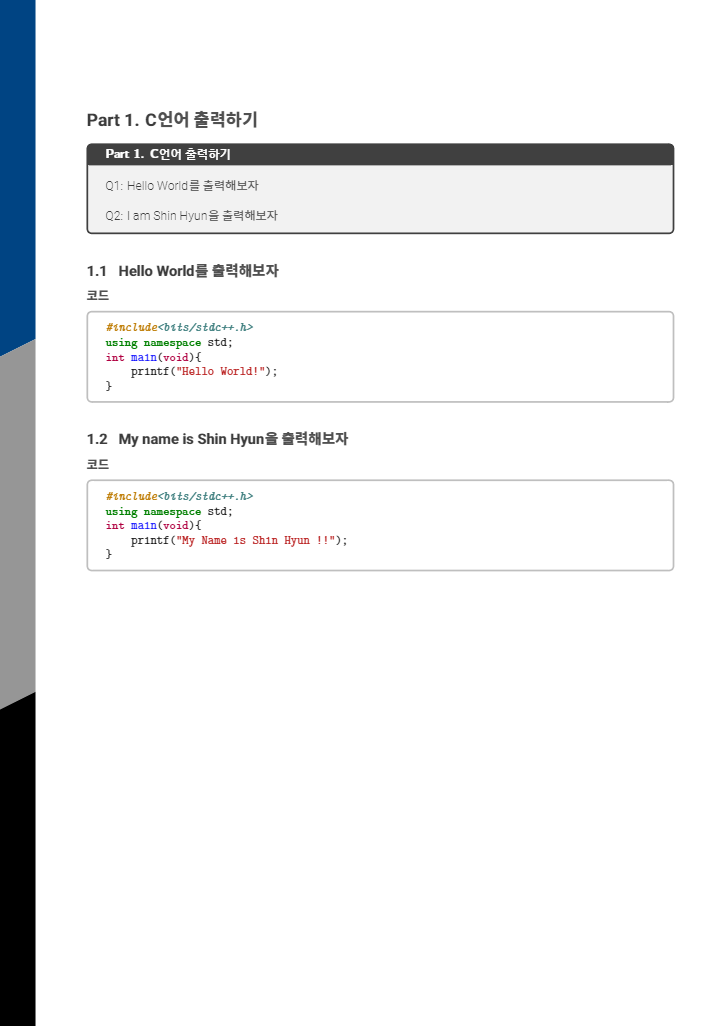 Part 1. C언어 출력하기
Part 1. C언어 출력하기
Q1: Hello World를 출력해보자
Q2: I am Shin Hyun을 출력해보자
1.1 Hello World를 출력해보자
코드
#include<bits/stdc++.h>
using namespace std;
int main(void){
    printf("Hello World!");
}
1.2 My name is Shin Hyun을 출력해보자
코드
#include<bits/stdc++.h>
using namespace std;
int main(void){
    printf("My Name is Shin Hyun !!");
}